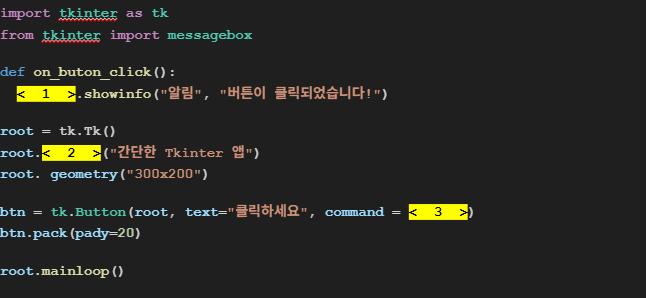 import tkinter as tk
from tkinter import messagebox
def on_buton_click():
< 1 >.showinfo("알림", "버튼이 클릭되었습니다!")
root = tk.Tk()
root.< 2 >("간단한 Tkinter 앱")
root. geometry("300x200")
btn = tk.Button(root, text="클릭하세요", command = < 3 >)
btn.pack(pady=20)
root.mainloop()